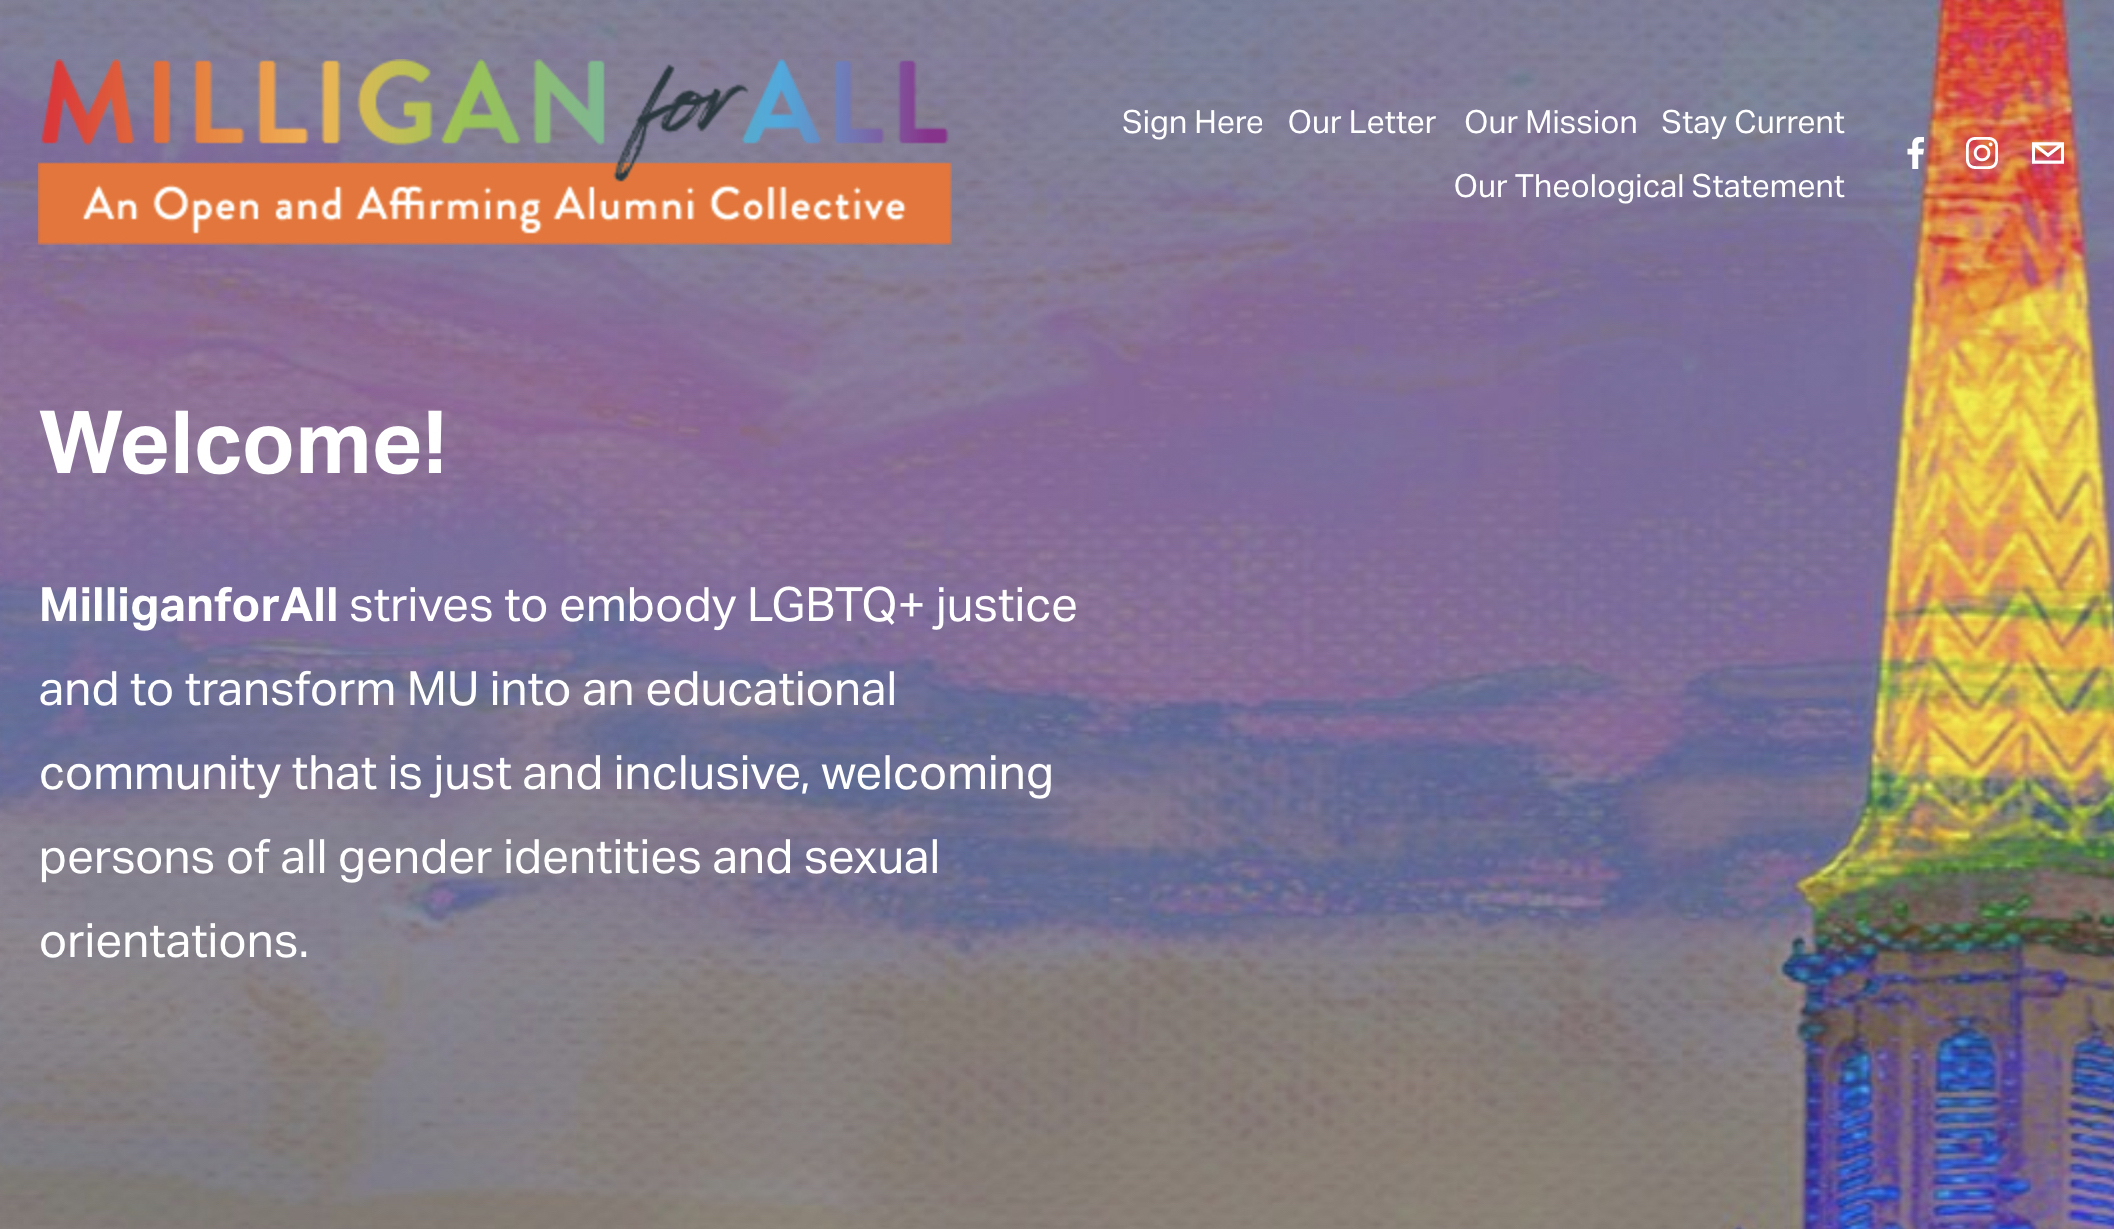 MILLIGAN for ALL
An Open and Affirming Alumni Collective
Sign Here Our Letter Our Mission Stay Current
Our Theological Statement
Welcome!
MilliganforAll strives to embody LGBTQ+ justice
and to transform MU into an educational
community that is just and inclusive, welcoming
persons of all gender identities and sexual
orientations.